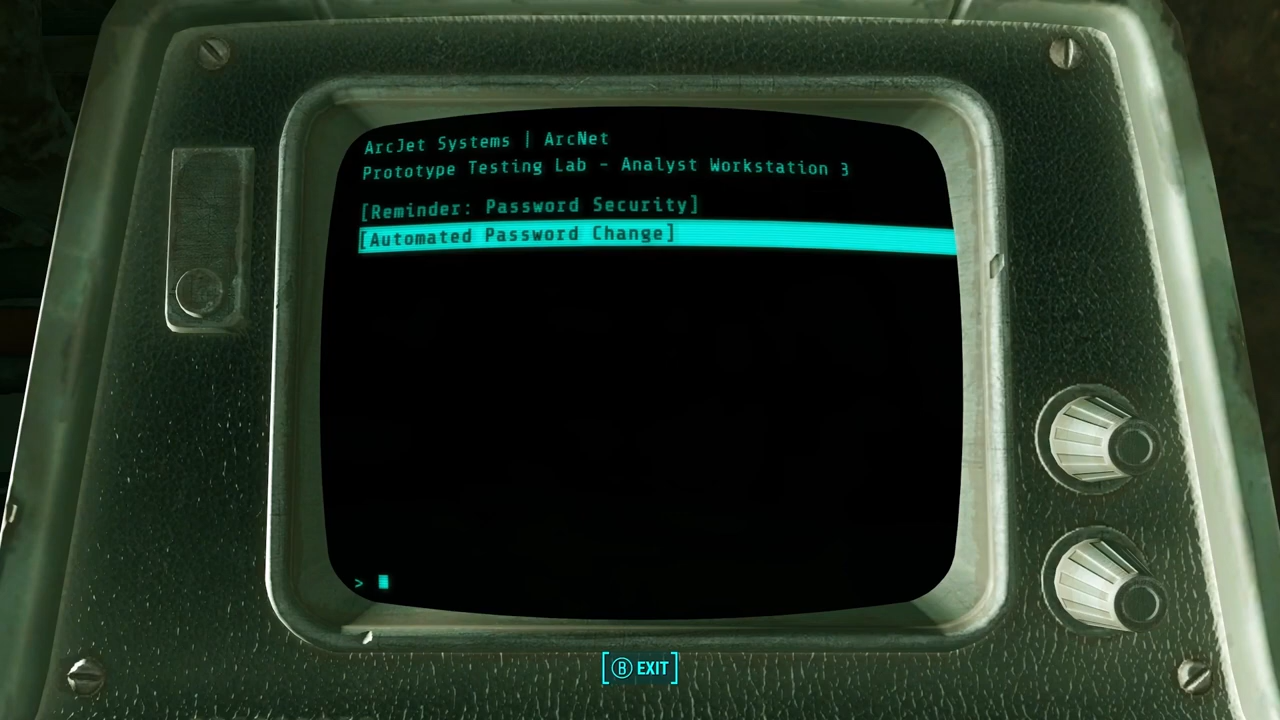 ArcJet Systems | ArcNet
Prototype Testing Lab - Analyst Workstation 3
[Reminder: Password Security]
[Automated Password Change]
>
[Ⓑ EXIT]